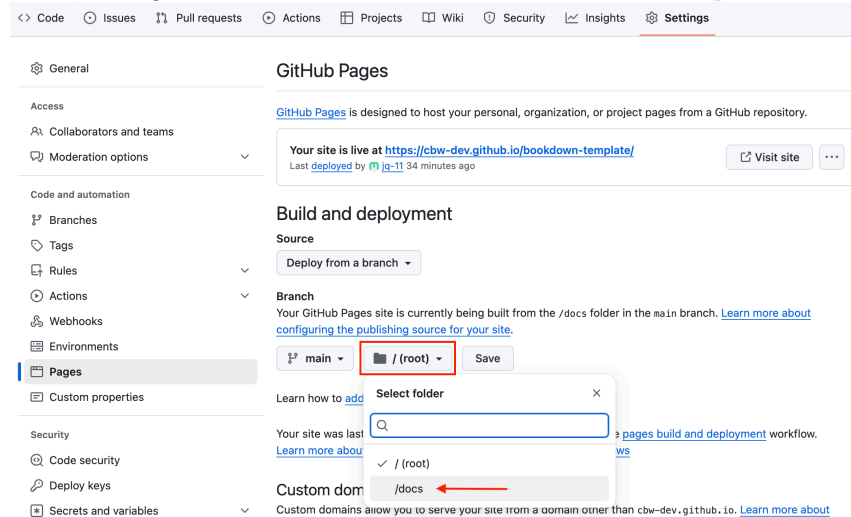 Code Issues Pull requests Actions Projects Wiki Security Insights Settings
General
Access
Collaborators and teams
Moderation options
Code and automation
Branches
Tags
Rules
Actions
Webhooks
Environments
Pages
Custom properties
Security
Code security
Deploy keys
Secrets and variables
GitHub Pages
GitHub Pages is designed to host your personal, organization, or project pages from a GitHub repository.
Your site is live at https://cbw-dev.github.io/bookdown-template/
Last deployed by jq-11 34 minutes ago
Visit site
Build and deployment
Source
Deploy from a branch
Branch
Your GitHub Pages site is currently being built from the /docs folder in the main branch. Learn more about
configuring the publishing source for your site.
main / (root) Save
Select folder
Learn how to add
Your site was last pages build and deployment workflow.
Learn more abou
/ (root)
/docs
Custom dom
Custom domains allow you to serve your site from a domain other than cbw-dev.github.io. Learn more about